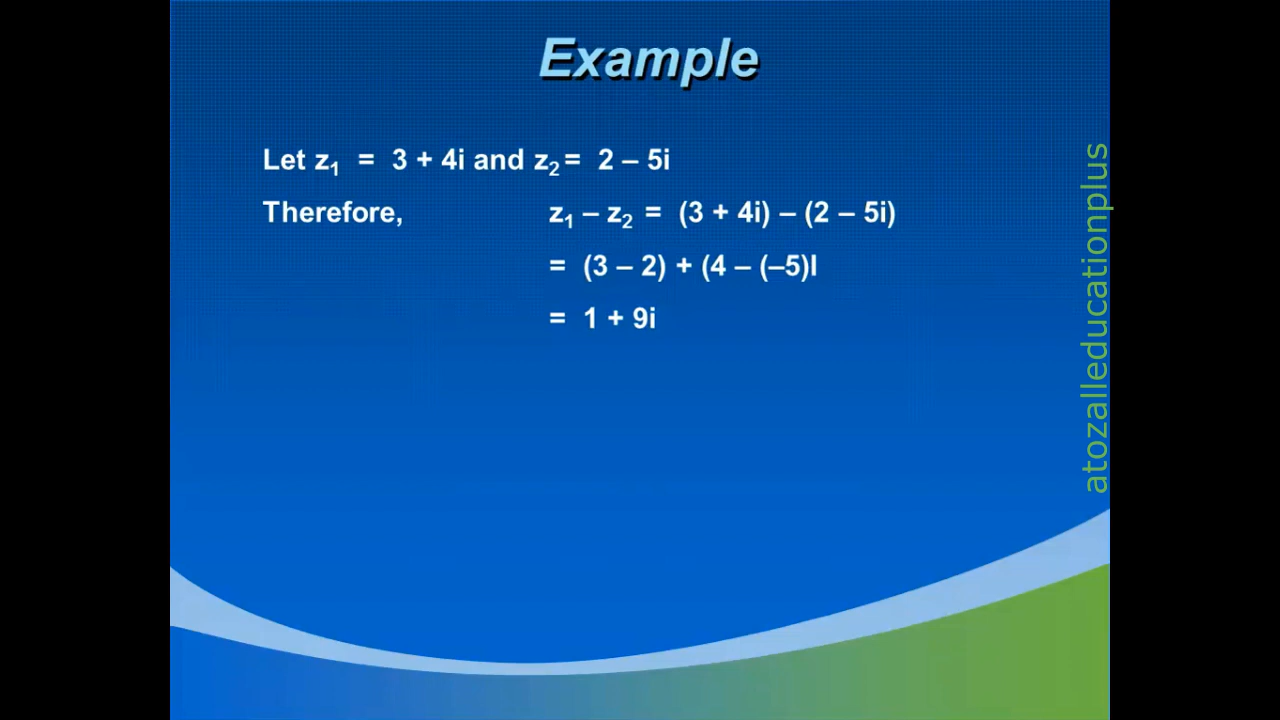 Example
Let z₁ = 3 + 4i and z₂ = 2 – 5i
Therefore, z₁ – z₂ = (3 + 4i) – (2 – 5i)
= (3 – 2) + (4 – (–5)I
= 1 + 9i
atozalleducationplus